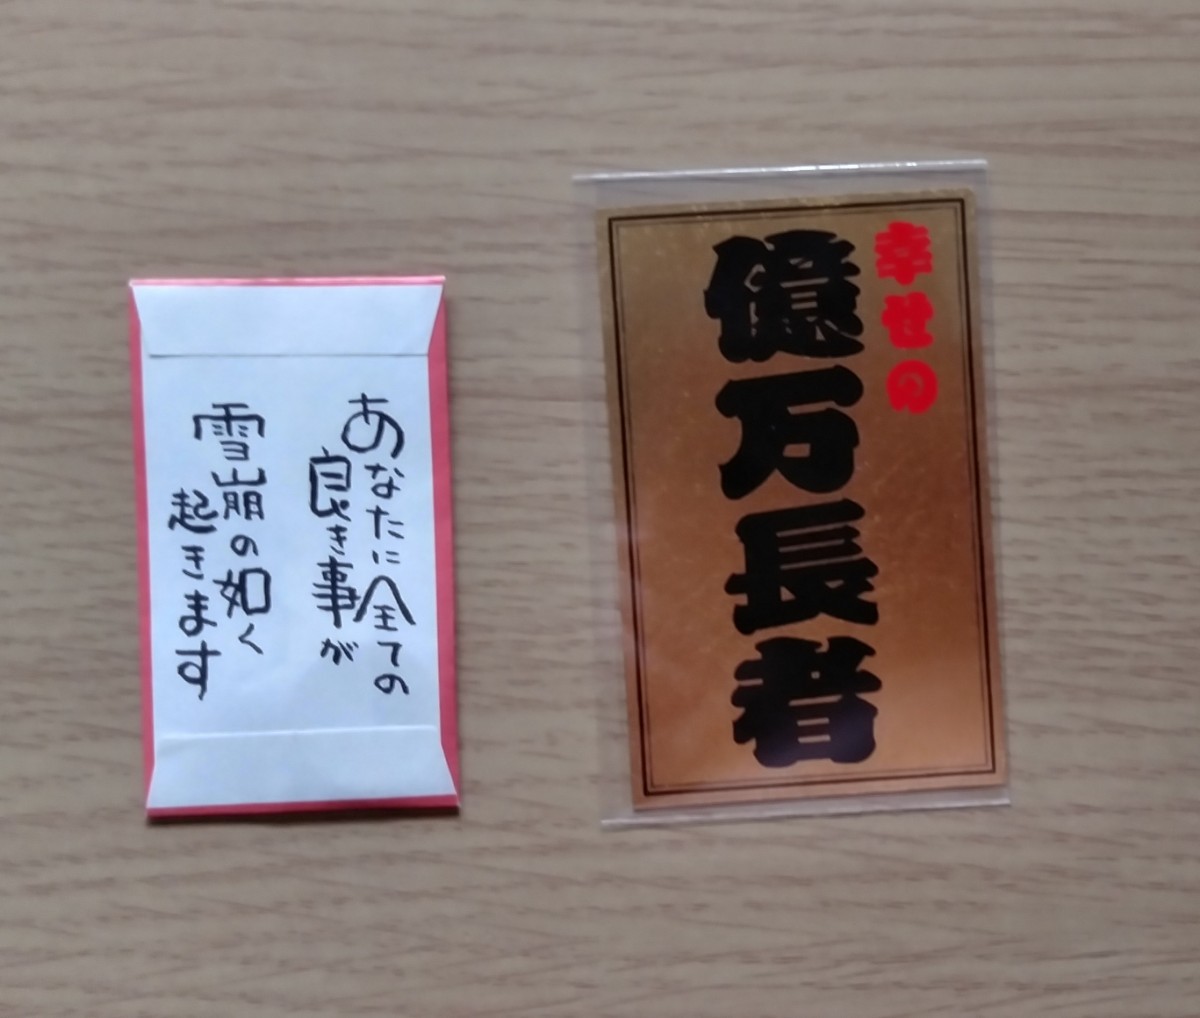 あなたに全ての
良き事が
雪崩の如く
起きます
幸せの
億万長者